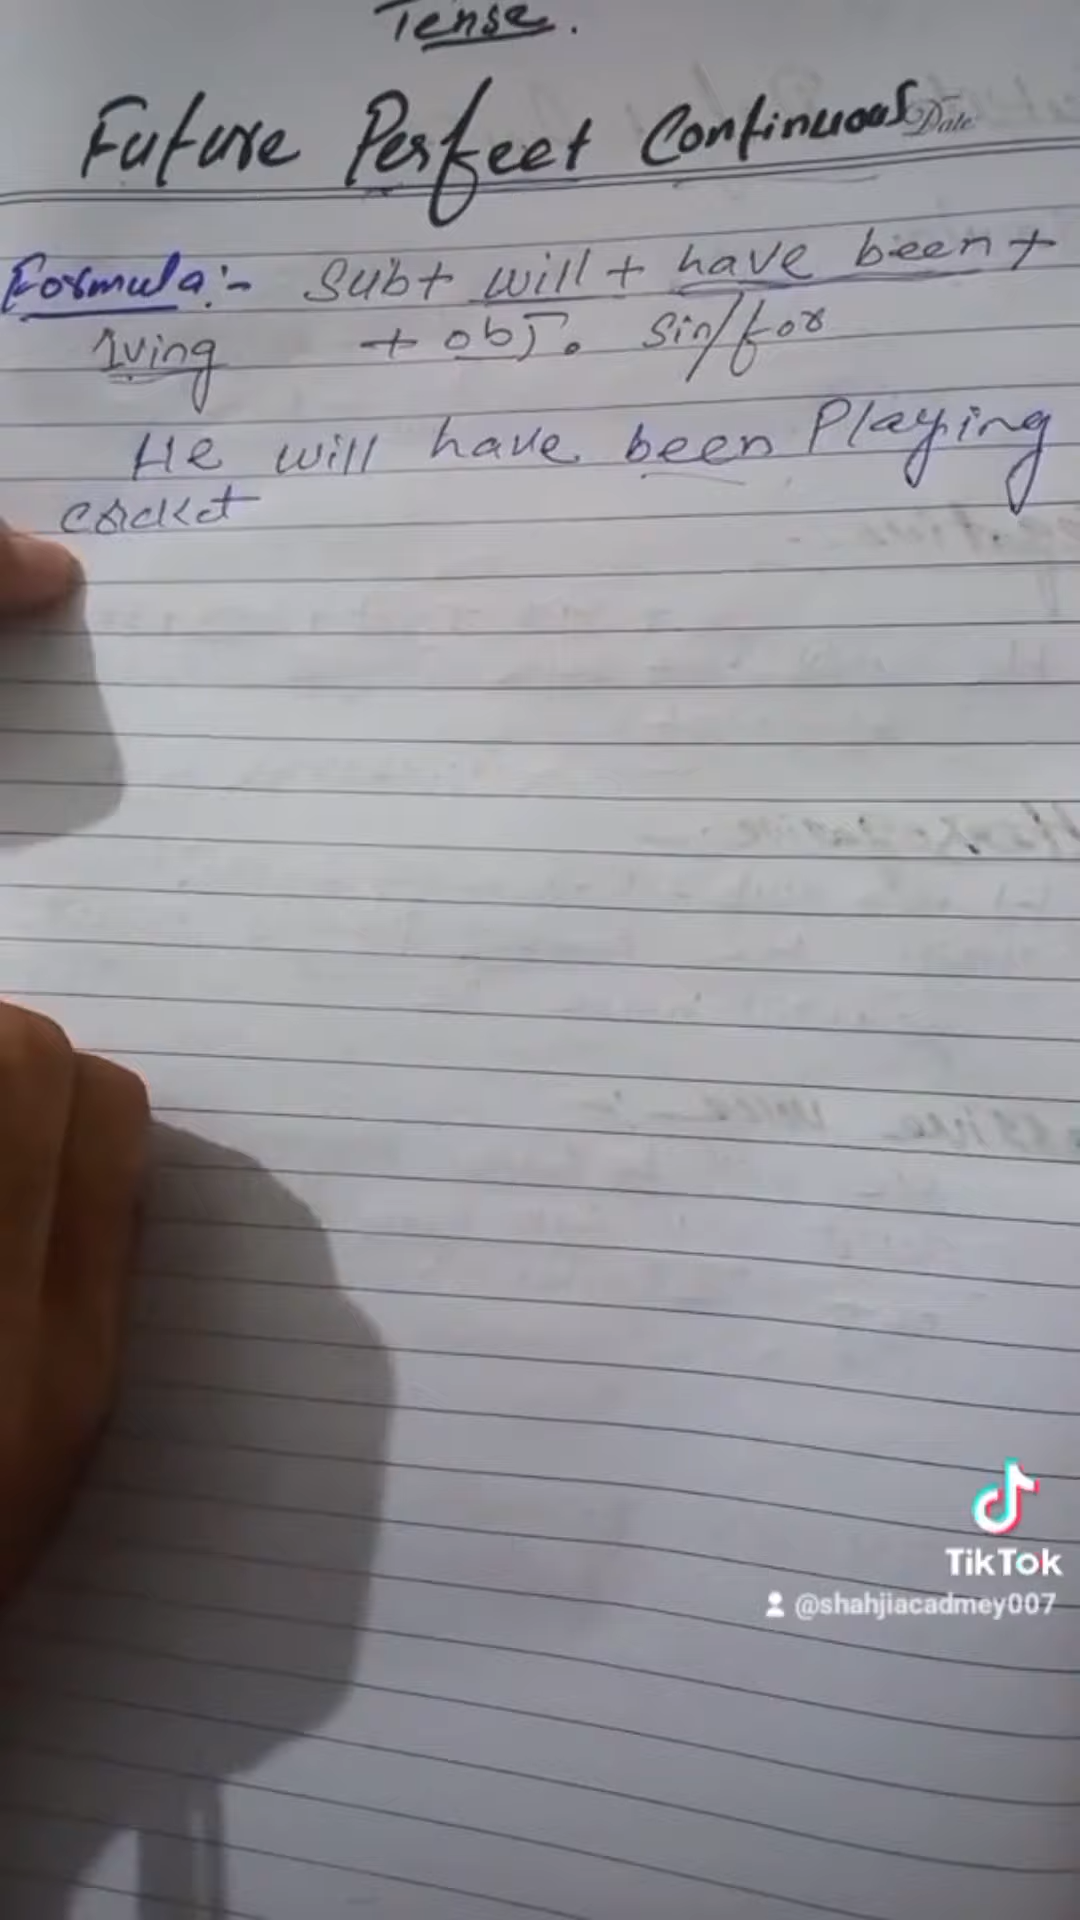 Tense.
Future Perfect Continuous Date
Formula:- Sub+ will + have been +
1ving + obj. Sin/for
He will have been Playing
cricket
TikTok
@shahjiacadmey007